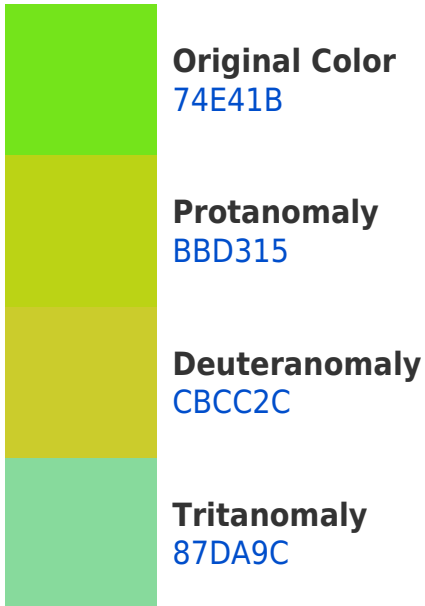 Original Color
74E41B
Protanomaly
BBD315
Deuteranomaly
CBCC2C
Tritanomaly
87DA9C